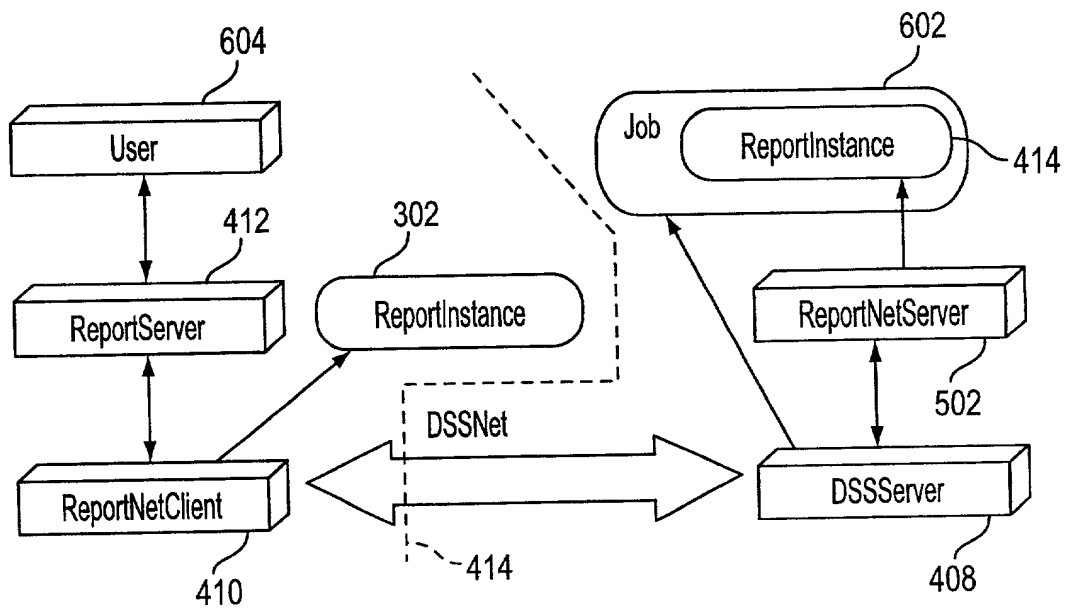 604
User
602
Job
ReportInstance
414
412
ReportServer
302
ReportInstance
ReportNetServer
502
DSSNet
ReportNetClient
410
414
DSSServer
408